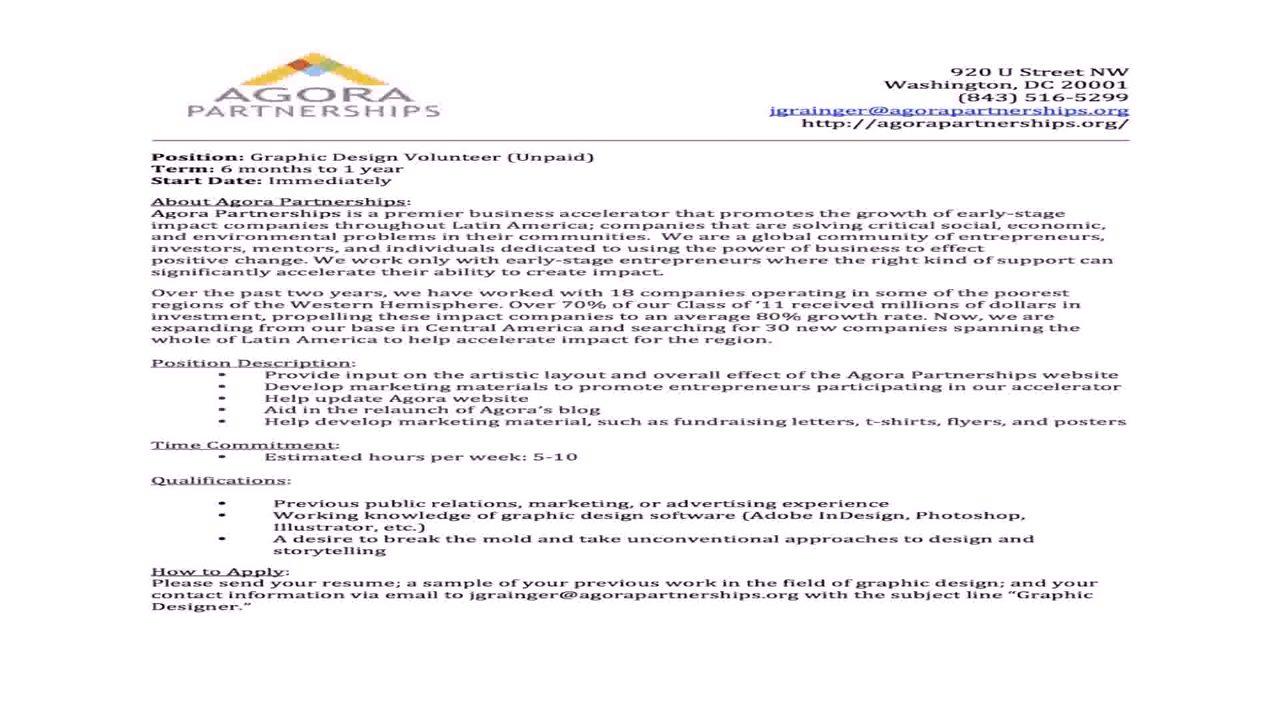 AGORA
PARTNERSHIPS
920 U Street NW
Washington, DC 20001
(843) 516-5299
jgrainger@agorapartnerships.org
http://agorapartnerships.org/
Position: Graphic Design Volunteer (Unpaid)
Term: 6 months to 1 year
Start Date: Immediately
About Agora Partnerships:
Agora Partnerships is a premier business accelerator that promotes the growth of early-stage
impact companies throughout Latin America; companies that are solving critical social, economic,
and environmental problems in their communities. We are a global community of entrepreneurs,
investors, mentors, and individuals dedicated to using the power of business to effect
positive change. We work only with early-stage entrepreneurs where the right kind of support can
significantly accelerate their ability to create impact.
Over the past two years, we have worked with 18 companies operating in some of the poorest
regions of the Western Hemisphere. Over 70% of our Class of ‘11 received millions of dollars in
investment, propelling these impact companies to an average 80% growth rate. Now, we are
expanding from our base in Central America and searching for 30 new companies spanning the
whole of Latin America to help accelerate impact for the region.
Position Description:
• Provide input on the artistic layout and overall effect of the Agora Partnerships website
• Develop marketing materials to promote entrepreneurs participating in our accelerator
• Help update Agora website
• Aid in the relaunch of Agora’s blog
• Help develop marketing material, such as fundraising letters, t-shirts, flyers, and posters
Time Commitment:
• Estimated hours per week: 5-10
Qualifications:
• Previous public relations, marketing, or advertising experience
• Working knowledge of graphic design software (Adobe InDesign, Photoshop,
Illustrator, etc.)
• A desire to break the mold and take unconventional approaches to design and
storytelling
How to Apply:
Please send your resume; a sample of your previous work in the field of graphic design; and your
contact information via email to jgrainger@agorapartnerships.org with the subject line “Graphic
Designer.”